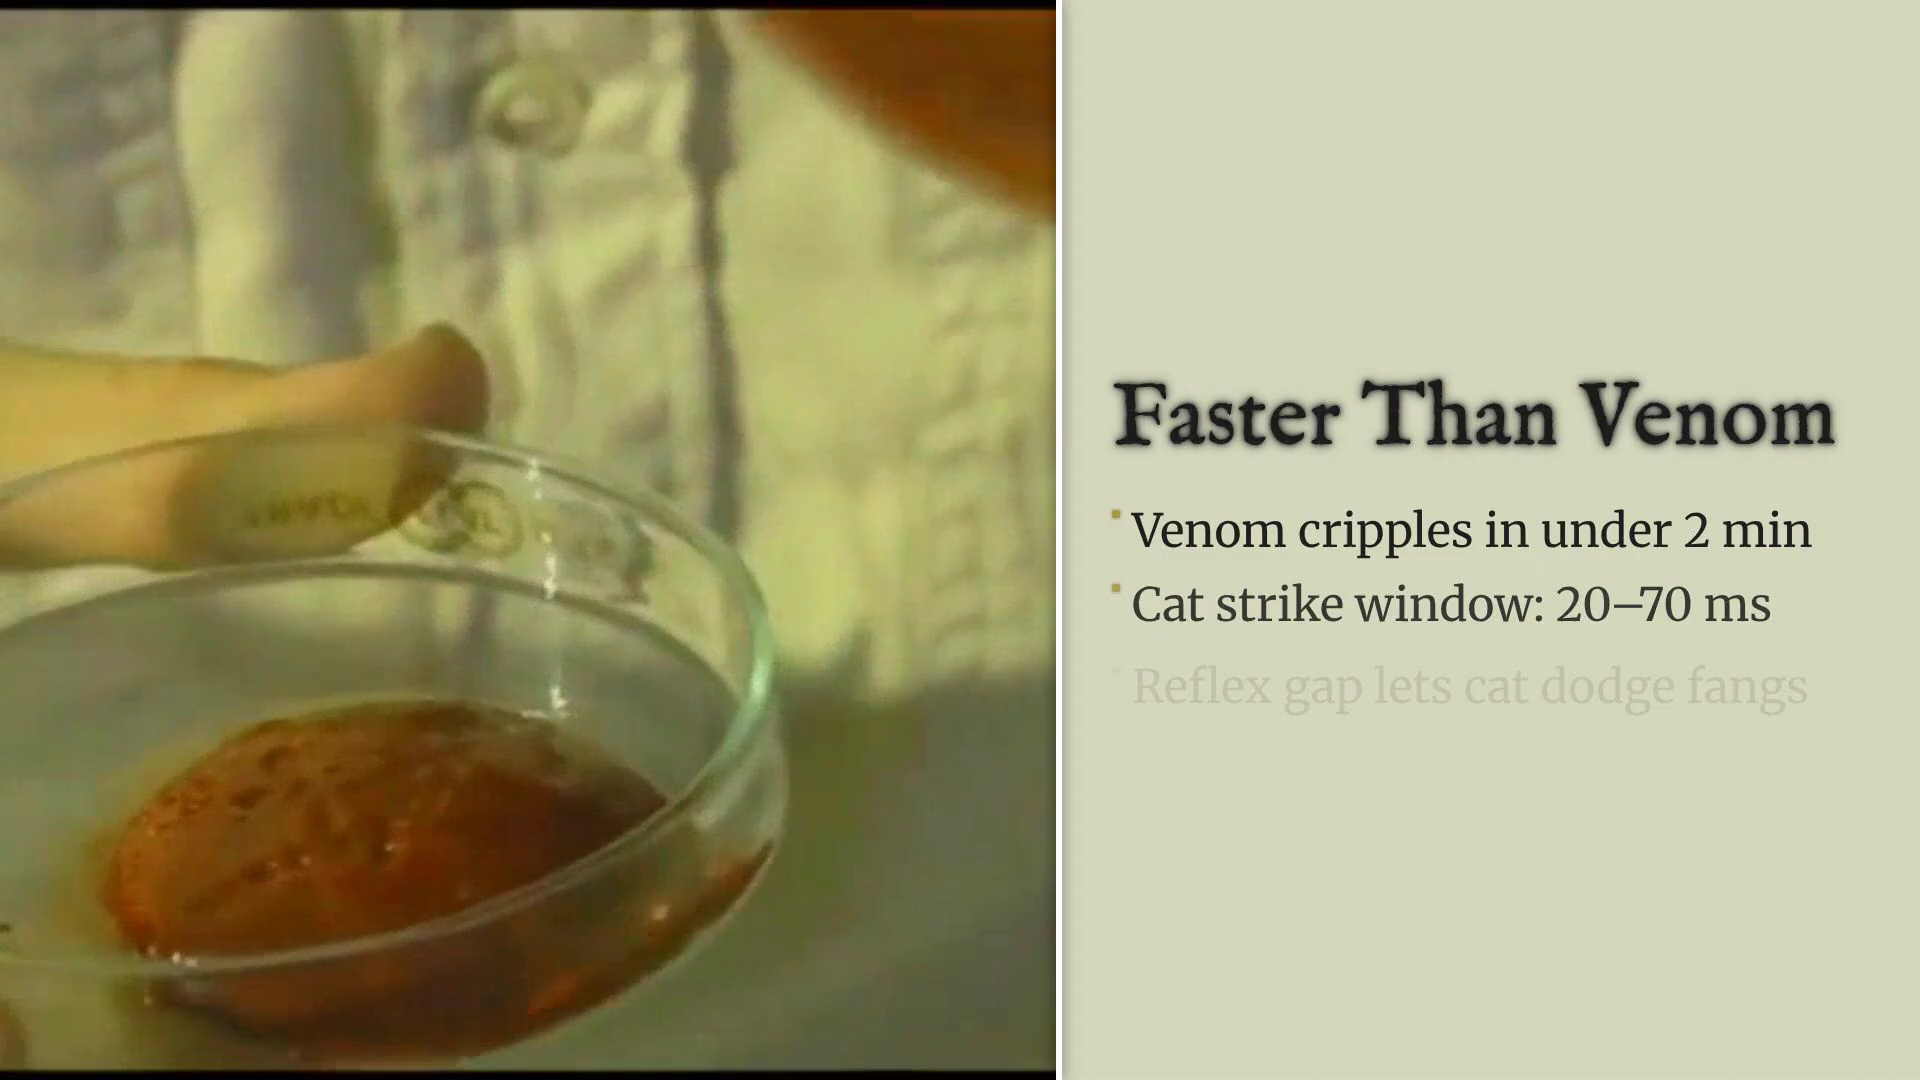 Faster Than Venom
Venom cripples in under 2 min
Cat strike window: 20–70 ms
Reflex gap lets cat dodge fangs